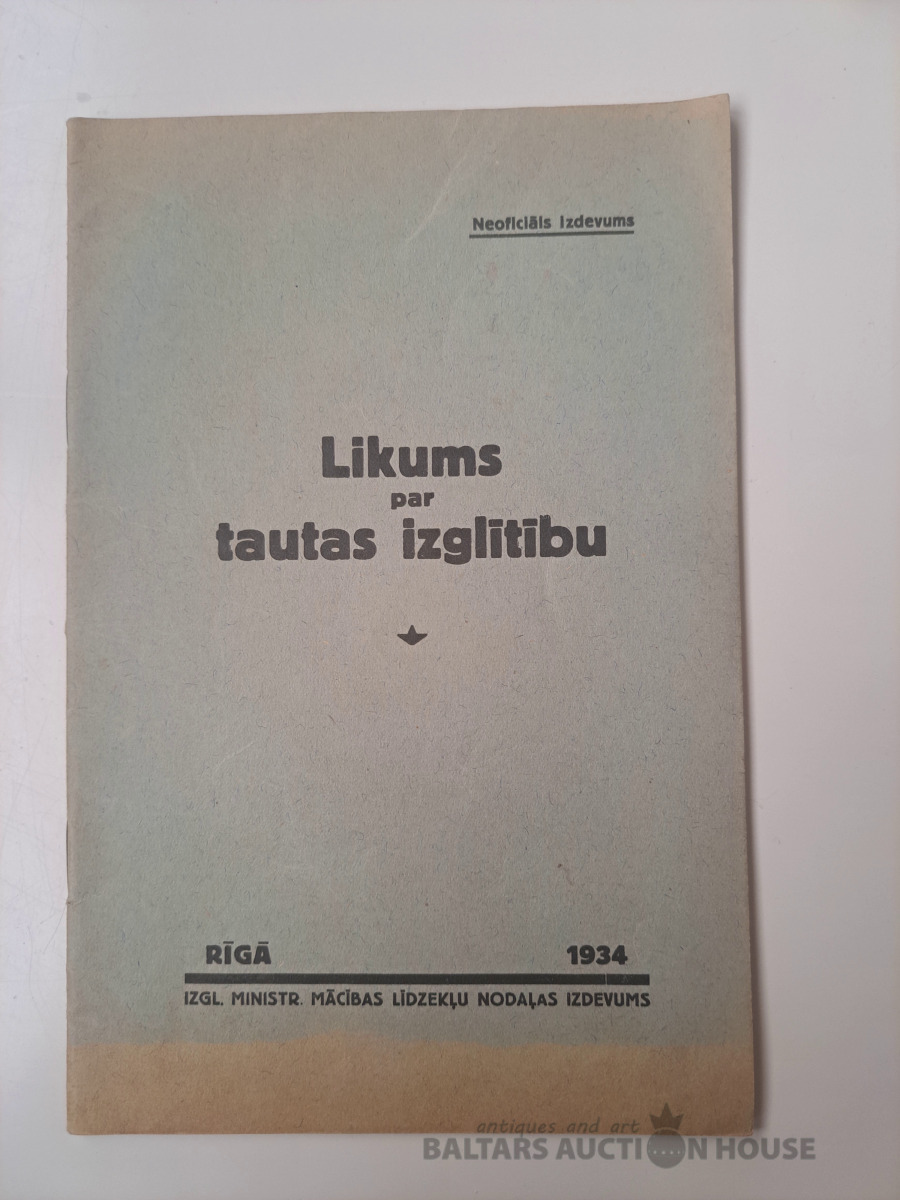 Neoficiāls izdevums
Likums
par
tautas izglītību
RĪGĀ 1934
IZGL. MINISTR. MĀCĪBAS LĪDZEKĻU NODAĻAS IZDEVUMS
antiques and art
BALTARS AUCTION HOUSE